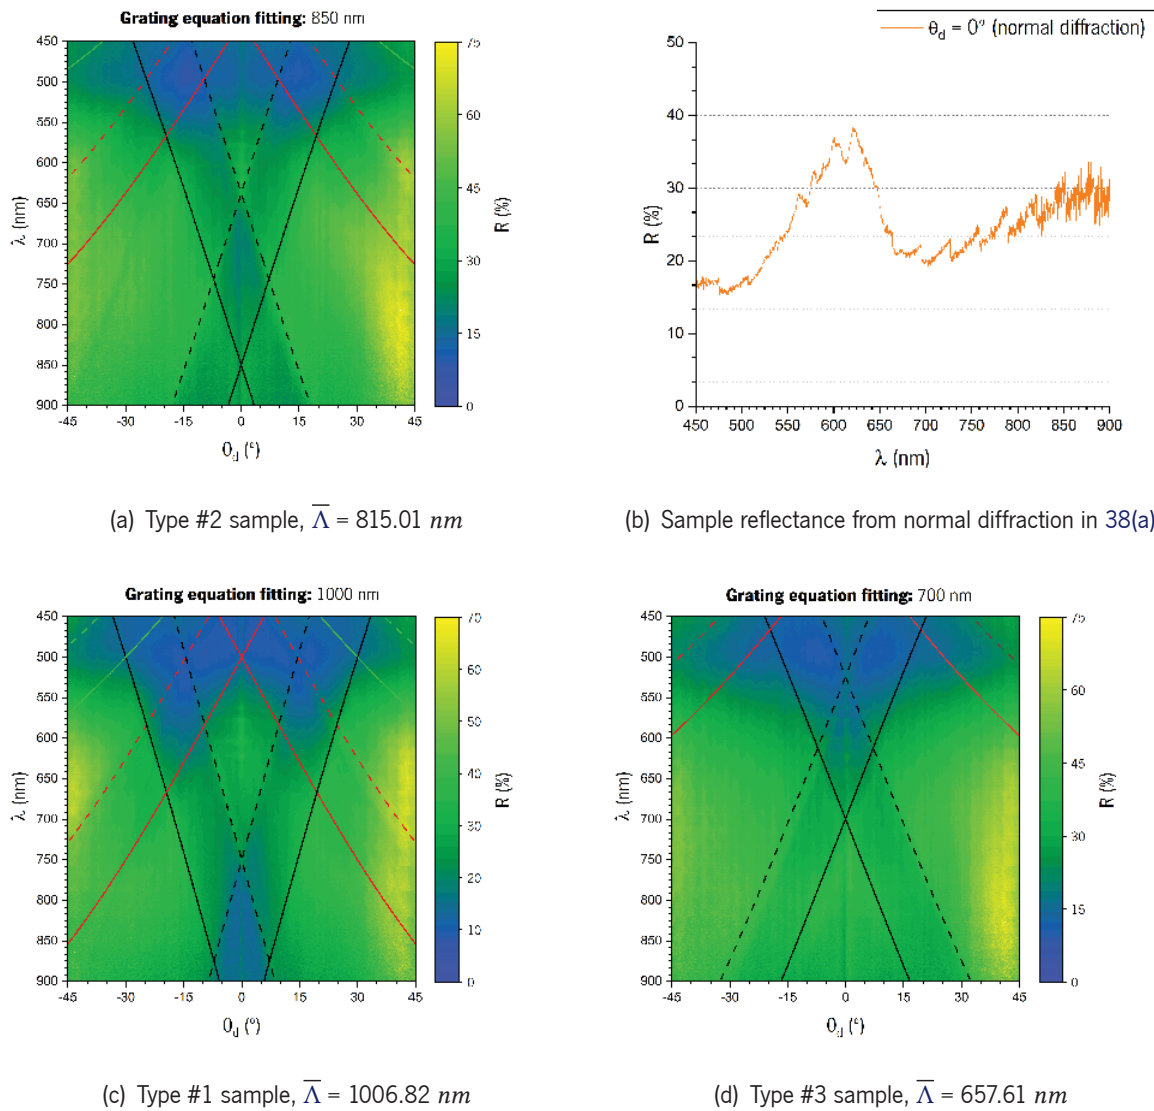 Grating equation fitting: 850 nm
450
500
550
600
650
700
750
800
850
900
λ (nm)
-45 -30 -15 0 15 30 45
θd (°)
75
60
45
30
15
0
R (%)
θd = 0° (normal diffraction)
50
40
30
20
10
0
R (%)
450 500 550 600 650 700 750 800 850 900
λ (nm)
(a) Type #2 sample, Λ̅ = 815.01 nm
(b) Sample reflectance from normal diffraction in 38(a)
Grating equation fitting: 1000 nm
450
500
550
600
650
700
750
800
850
900
λ (nm)
-45 -30 -15 0 15 30 45
θd (°)
70
60
50
40
30
20
10
0
R (%)
Grating equation fitting: 700 nm
450
500
550
600
650
700
750
800
850
900
λ (nm)
-45 -30 -15 0 15 30 45
θd (°)
75
60
45
30
15
0
R (%)
(c) Type #1 sample, Λ̅ = 1006.82 nm
(d) Type #3 sample, Λ̅ = 657.61 nm